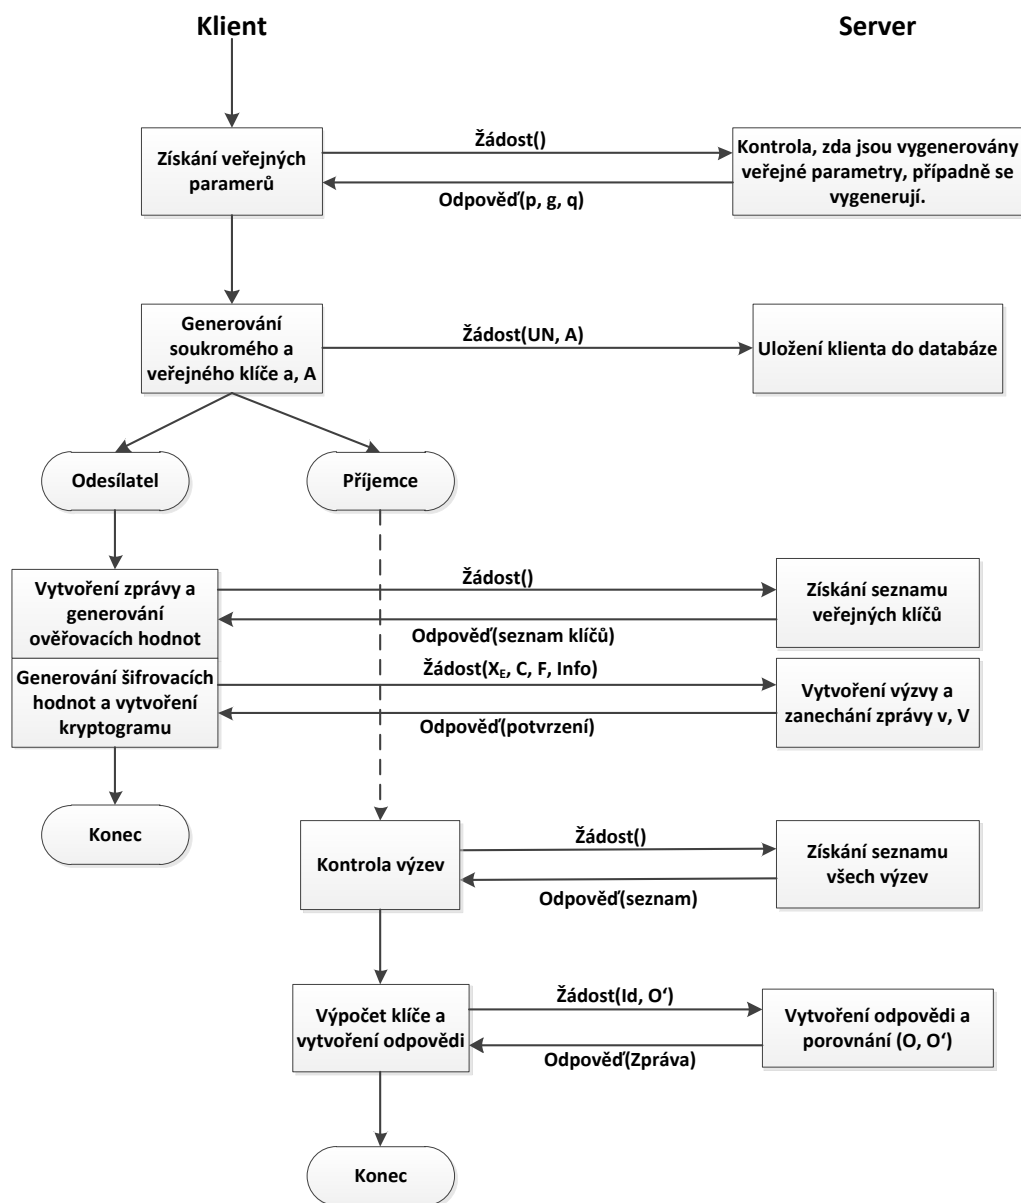 Klient
Server
Získání veřejných
paramerů
Žádost()
Odpověď(p, g, q)
Kontrola, zda jsou vygenerovány
veřejné parametry, případně se
vygenerují.
Generování
soukromého a
veřejného klíče a, A
Žádost(UN, A)
Uložení klienta do databáze
Odesílatel
Příjemce
Vytvoření zprávy a
generování
ověřovacích hodnot
Žádost()
Odpověď(seznam klíčů)
Získání seznamu
veřejných klíčů
Generování šifrovacích
hodnot a vytvoření
kryptogramu
Žádost(X_E, C, F, Info)
Odpověď(potvrzení)
Vytvoření výzvy a
zanechání zprávy v, V
Konec
Kontrola výzev
Žádost()
Odpověď(seznam)
Získání seznamu
všech výzev
Výpočet klíče a
vytvoření odpovědi
Žádost(Id, O‘)
Odpověď(Zpráva)
Vytvoření odpovědi a
porovnání (O, O‘)
Konec